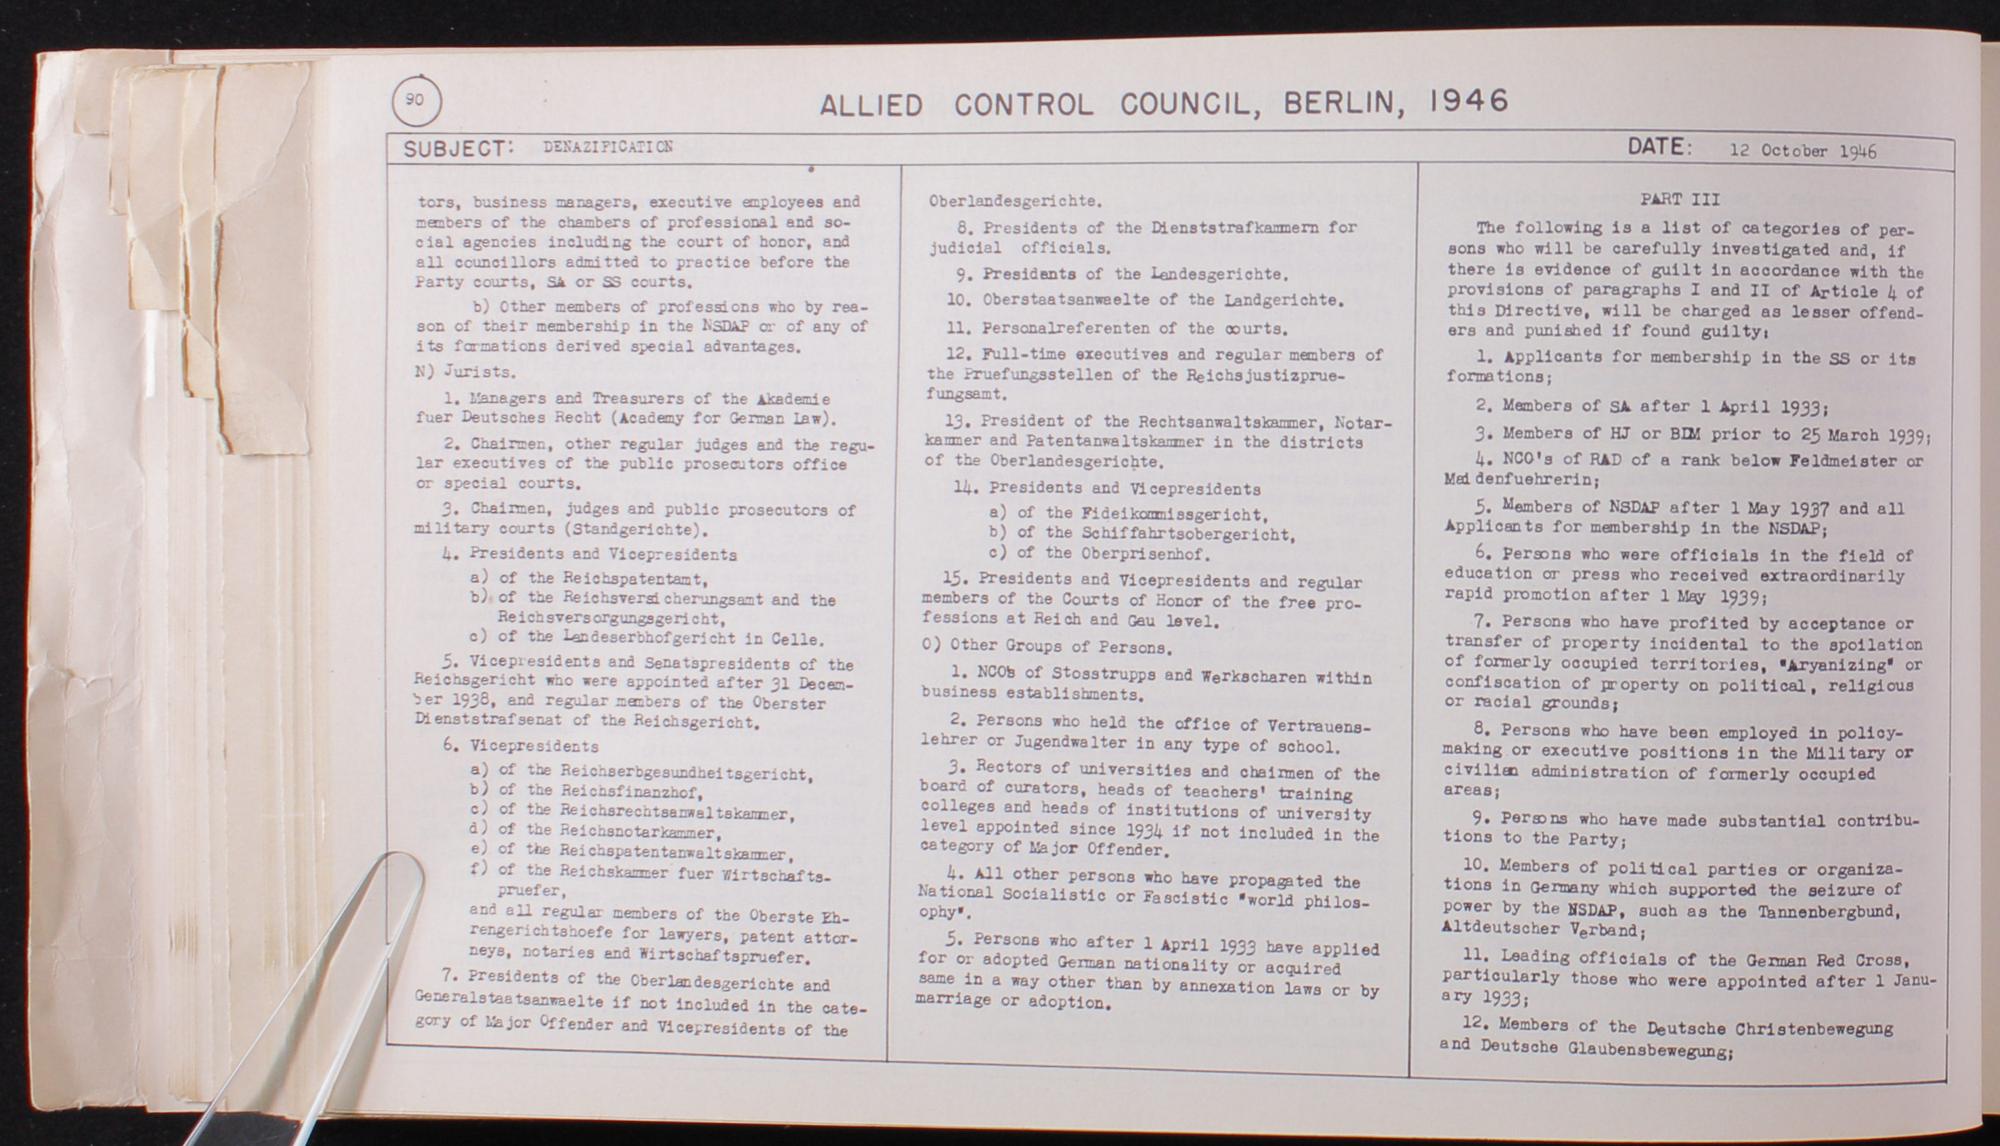 90
ALLIED CONTROL COUNCIL, BERLIN, 1946
SUBJECT: DENAZIFICATION
DATE: 12 October 1946
tors, business managers, executive employees and
members of the chambers of professional and so-
cial agencies including the court of honor, and
all councillors admitted to practice before the
Party courts, SA or SS courts.
b) Other members of professions who by rea-
son of their membership in the NSDAP or of any of
its formations derived special advantages.
N) Jurists.
1. Managers and Treasurers of the Akademie
fuer Deutsches Recht (Academy for German Law).
2. Chairmen, other regular judges and the regu-
lar executives of the public prosecutors office
or special courts.
3. Chairmen, judges and public prosecutors of
military courts (Standgerichte).
4. Presidents and Vicepresidents
a) of the Reichspatentamt,
b) of the Reichsversicherungsamt and the
Reichsversorgungsgericht,
c) of the Landeserbhofgericht in Celle.
5. Vicepresidents and Senatspresidents of the
Reichsgericht who were appointed after 31 Decem-
ber 1938, and regular members of the Oberster
Dienststrafsenat of the Reichsgericht.
6. Vicepresidents
a) of the Reichserbgesundheitsgericht,
b) of the Reichsfinanzhof,
c) of the Reichsrechtsanwaltskammer,
d) of the Reichsnotarkammer,
e) of the Reichspatentanwaltskammer,
f) of the Reichskammer fuer Wirtschafts-
pruefer,
and all regular members of the Oberste Eh-
rengerichtshoefe for lawyers, patent attor-
neys, notaries and Wirtschaftspruefer.
7. Presidents of the Oberlandesgerichte and
Generalstaatsanwaelte if not included in the cate-
gory of Major Offender and Vicepresidents of the
Oberlandesgerichte.
8. Presidents of the Dienststrafkammern for
judicial officials.
9. Presidents of the Landesgerichte.
10. Oberstaatsanwaelte of the Landgerichte.
11. Personalreferenten of the courts.
12. Full-time executives and regular members of
the Pruefungsstellen of the Reichsjustizprue-
fungsamt.
13. President of the Rechtsanwaltskammer, Notar-
kammer and Patentanwaltskammer in the districts
of the Oberlandesgerichte.
14. Presidents and Vicepresidents
a) of the Fideikommissgericht,
b) of the Schiffahrtsobergericht,
c) of the Oberprisenhof.
15. Presidents and Vicepresidents and regular
members of the Courts of Honor of the free pro-
fessions at Reich and Gau level.
O) Other Groups of Persons.
1. NCO's of Stosstrupps and Werkscharen within
business establishments.
2. Persons who held the office of Vertrauens-
lehrer or Jugendwalter in any type of school.
3. Rectors of universities and chairmen of the
board of curators, heads of teachers' training
colleges and heads of institutions of university
level appointed since 1934 if not included in the
category of Major Offender.
4. All other persons who have propagated the
National Socialistic or Fascistic "world philos-
ophy".
5. Persons who after 1 April 1933 have applied
for or adopted German nationality or acquired
same in a way other than by annexation laws or by
marriage or adoption.
PART III
The following is a list of categories of per-
sons who will be carefully investigated and, if
there is evidence of guilt in accordance with the
provisions of paragraphs I and II of Article 4 of
this Directive, will be charged as lesser offend-
ers and punished if found guilty:
1. Applicants for membership in the SS or its
formations;
2. Members of SA after 1 April 1933;
3. Members of HJ or BDM prior to 25 March 1939;
4. NCO's of RAD of a rank below Feldmeister or
Maidenfuehrerin;
5. Members of NSDAP after 1 May 1937 and all
Applicants for membership in the NSDAP;
6. Persons who were officials in the field of
education or press who received extraordinarily
rapid promotion after 1 May 1939;
7. Persons who have profited by acceptance or
transfer of property incidental to the spoilation
of formerly occupied territories, "Aryanizing" or
confiscation of property on political, religious
or racial grounds;
8. Persons who have been employed in policy-
making or executive positions in the Military or
civilian administration of formerly occupied
areas;
9. Persons who have made substantial contribu-
tions to the Party;
10. Members of political parties or organiza-
tions in Germany which supported the seizure of
power by the NSDAP, such as the Tannenbergbund,
Altdeutscher Verband;
11. Leading officials of the German Red Cross,
particularly those who were appointed after 1 Janu-
ary 1933;
12. Members of the Deutsche Christenbewegung
and Deutsche Glaubensbewegung;